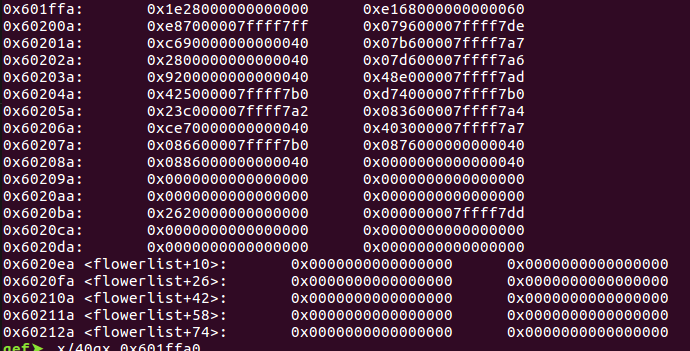 0x601ffa: 0x1e28000000000000 0xe168000000000060
0x60200a: 0xe87000007ffff7ff 0x079600007ffff7de
0x60201a: 0xc690000000000040 0x07b600007ffff7a7
0x60202a: 0x2800000000000040 0x07d600007ffff7a6
0x60203a: 0x9200000000000040 0x48e000007ffff7ad
0x60204a: 0x425000007ffff7b0 0xd74000007ffff7b0
0x60205a: 0x23c000007ffff7a2 0x083600007ffff7a4
0x60206a: 0xce70000000000040 0x403000007ffff7a7
0x60207a: 0x086600007ffff7b0 0x0876000000000040
0x60208a: 0x0886000000000040 0x0000000000000040
0x60209a: 0x0000000000000000 0x0000000000000000
0x6020aa: 0x0000000000000000 0x0000000000000000
0x6020ba: 0x2620000000000000 0x000000007ffff7dd
0x6020ca: 0x0000000000000000 0x0000000000000000
0x6020da: 0x0000000000000000 0x0000000000000000
0x6020ea <flowerlist+10>: 0x0000000000000000 0x0000000000000000
0x6020fa <flowerlist+26>: 0x0000000000000000 0x0000000000000000
0x60210a <flowerlist+42>: 0x0000000000000000 0x0000000000000000
0x60211a <flowerlist+58>: 0x0000000000000000 0x0000000000000000
0x60212a <flowerlist+74>: 0x0000000000000000 0x0000000000000000
gef➤ x/40gx 0x601ffa0